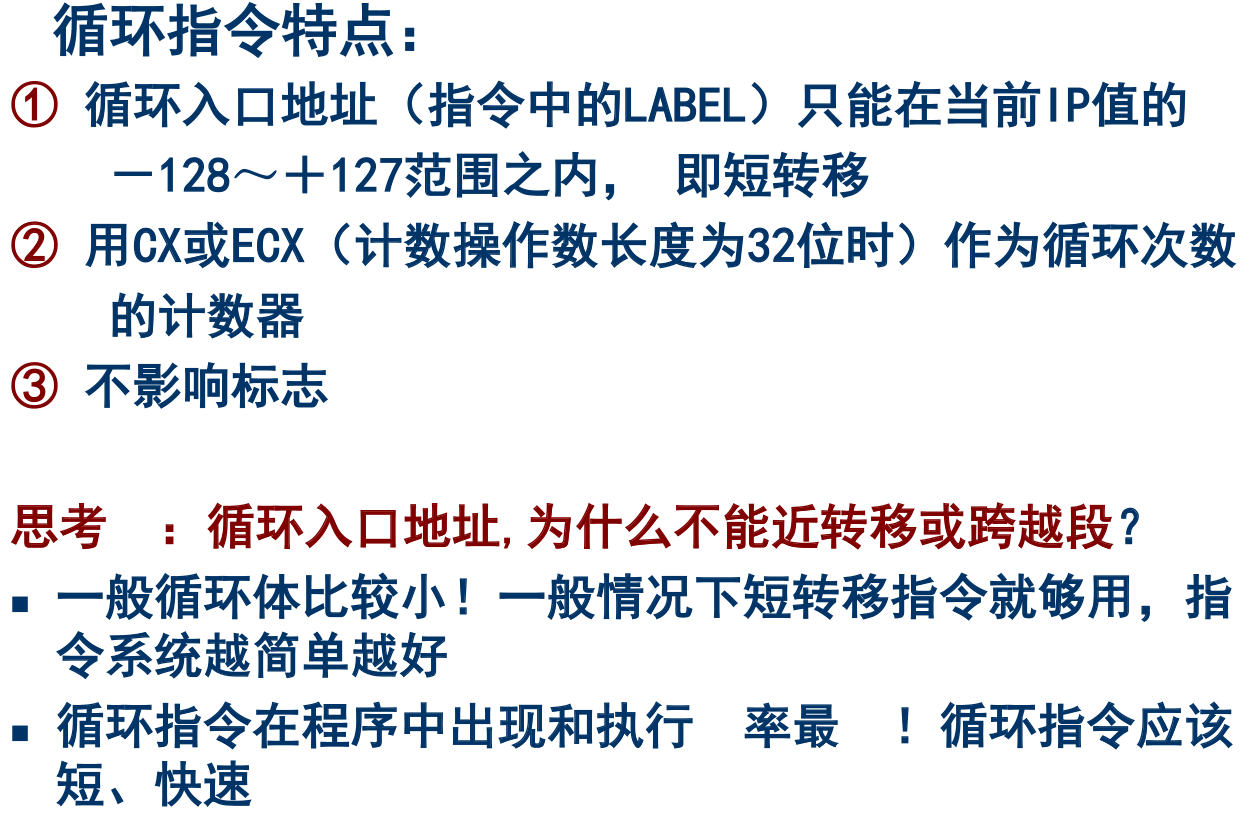 循环指令特点：
① 循环入口地址（指令中的LABEL）只能在当前IP值的
－128～＋127范围之内， 即短转移
② 用CX或ECX（计数操作数长度为32位时）作为循环次数
的计数器
③ 不影响标志
思考 ：循环入口地址,为什么不能近转移或跨越段？
▪ 一般循环体比较小！一般情况下短转移指令就够用，指
令系统越简单越好
▪ 循环指令在程序中出现和执行 率最 ！循环指令应该
短、快速